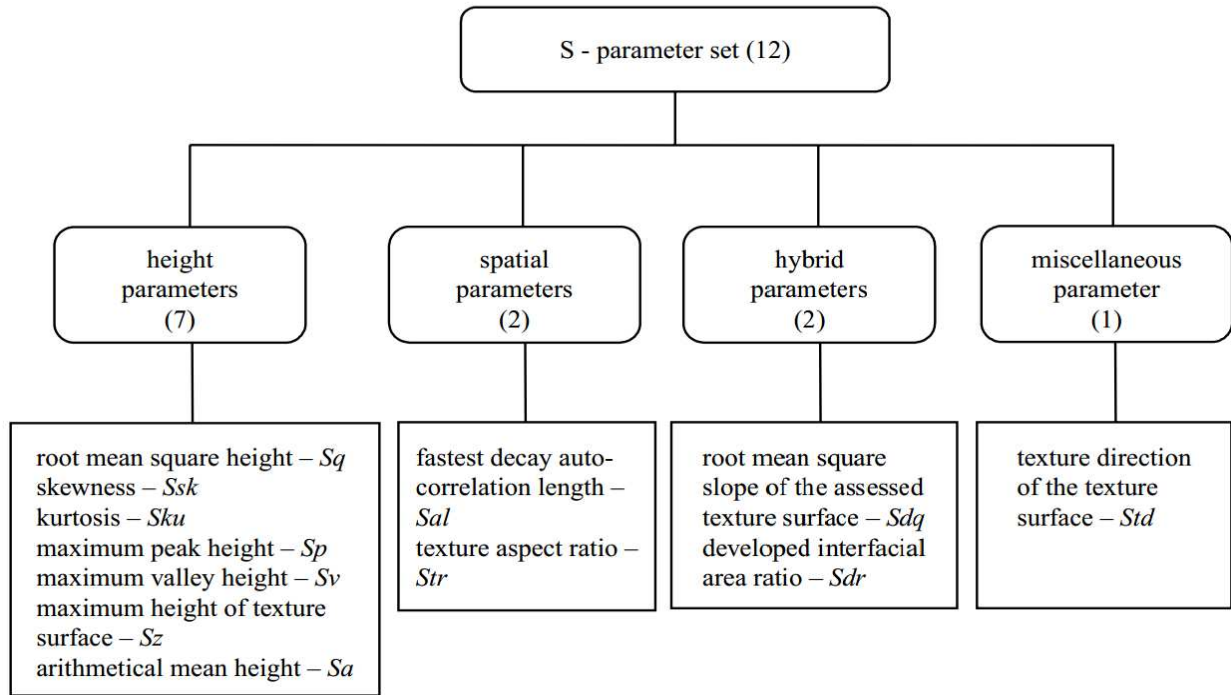 S - parameter set (12)
height
parameters
(7)
spatial
parameters
(2)
hybrid
parameters
(2)
miscellaneous
parameter
(1)
root mean square height – Sq
skewness – Ssk
kurtosis – Sku
maximum peak height – Sp
maximum valley height – Sv
maximum height of texture
surface – Sz
arithmetical mean height – Sa
fastest decay auto-
correlation length –
Sal
texture aspect ratio –
Str
root mean square
slope of the assessed
texture surface – Sdq
developed interfacial
area ratio – Sdr
texture direction
of the texture
surface – Std